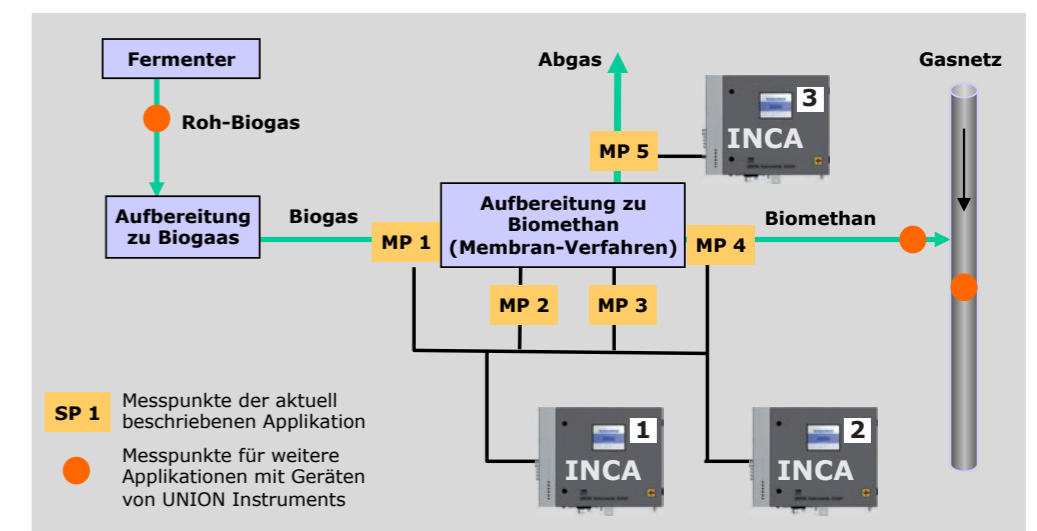 Fermenter
Abgas
Gasnetz
Roh-Biogas
3
INCA
MP 5
Aufbereitung
zu Biogaas
Biogas
MP 1
Aufbereitung zu
Biomethan
(Membran-Verfahren)
MP 4
Biomethan
MP 2
MP 3
SP 1
Messpunkte der aktuell
beschriebenen Applikation
Messpunkte für weitere
Applikationen mit Geräten
von UNION Instruments
1
INCA
2
INCA